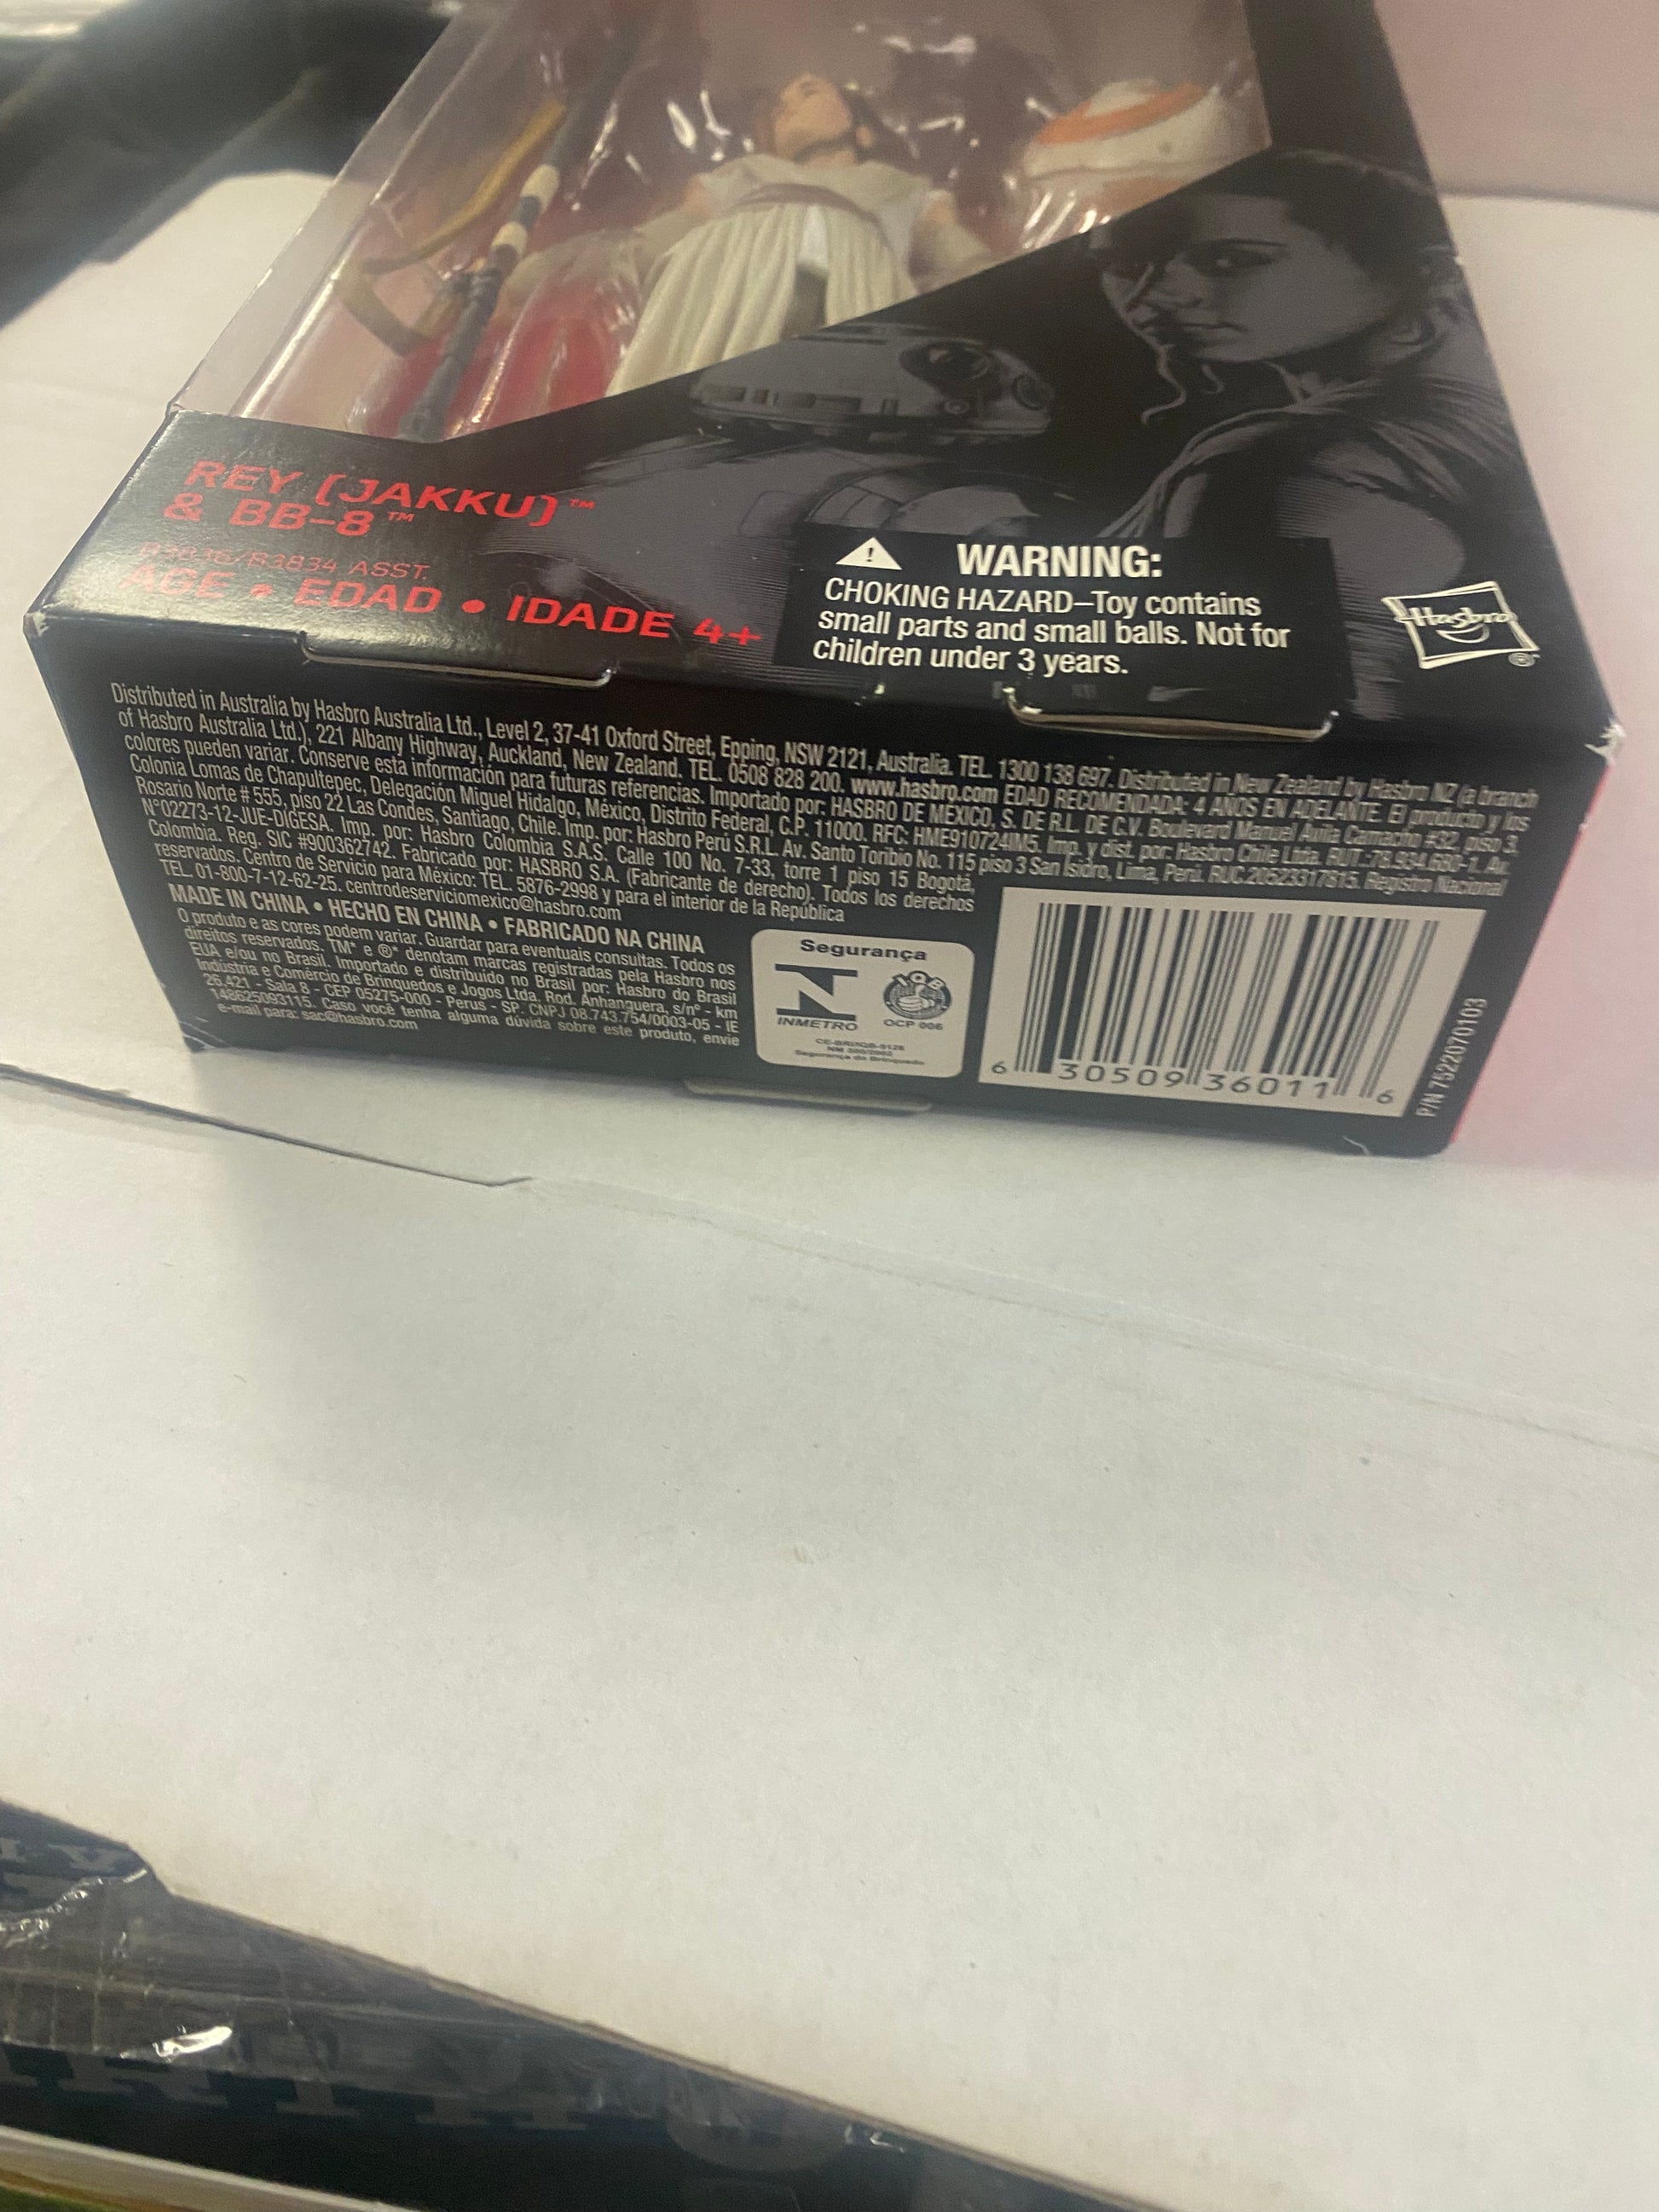 REY (JAKKU)™
& BB-8™
B3834 ASST.
AGE • EDAD • IDADE 4+
WARNING:
CHOKING HAZARD–Toy contains
small parts and small balls. Not for
children under 3 years.
Hasbro
®
Distributed in Australia by Hasbro Australia Ltd., Level 2, 37-41 Oxford Street, Epping, NSW 2121, Australia. TEL. 1300 138 697. Distributed in New Zealand by Hasbro NZ (a branch
of Hasbro Australia Ltd.), 221 Albany Highway, Auckland, New Zealand. TEL. 0508 828 200. www.hasbro.com EDAD RECOMENDADA: 4 AÑOS EN ADELANTE. El producto y los
colores pueden variar. Conserve esta información para futuras referencias. Importado por: HASBRO DE MÉXICO, S. DE R.L. DE C.V. Boulevard Manuel Avila Camacho #32, piso 3,
Colonia Lomas de Chapultepec, Delegación Miguel Hidalgo, México, Distrito Federal, C.P. 11000. RFC: HME910724IM5. Imp. y dist. por: Hasbro Chile Ltda. RUT.:78.934.680-1. Av.
Rosario Norte # 555, piso 22 Las Condes, Santiago, Chile. Imp. por: Hasbro Perú S.R.L. Av. Santo Toribio No. 115 piso 3 San Isidro, Lima, Perú. RUC.20523317815. Registro Nacional
N°02273-12-JUE-DIGESA. Imp. por: Hasbro Colombia S.A.S. Calle 100 No. 7-33, torre 1 piso 15 Bogotá,
Colombia. Reg. SIC #900362742. Fabricado por: HASBRO S.A. (Fabricante de derecho). Todos los derechos
reservados. Centro de Servicio para México: TEL. 5876-2998 y para el interior de la República
TEL. 01-800-7-12-62-25. centrodeserviciomexico@hasbro.com
MADE IN CHINA • HECHO EN CHINA • FABRICADO NA CHINA
O produto e as cores podem variar. Guardar para eventuais consultas. Todos os
direitos reservados. TM* e ®* denotam marcas registradas pela Hasbro nos
EUA e/ou no Brasil. Importado e distribuído no Brasil por: Hasbro do Brasil
Indústria e Comércio de Brinquedos e Jogos Ltda. Rod. Anhanguera, s/nº - km
26,421 - Sala 8 - CEP 05275-000 - Perus - SP. CNPJ 08.743.754/0003-05 - IE
148625093115. Caso você tenha alguma dúvida sobre este produto, envie
e-mail para: sac@hasbro.com
Segurança
INMETRO
OCP 006
NM 300/2002
Segurança do Brinquedo
6 30509 36011 6
P/N 7522070103